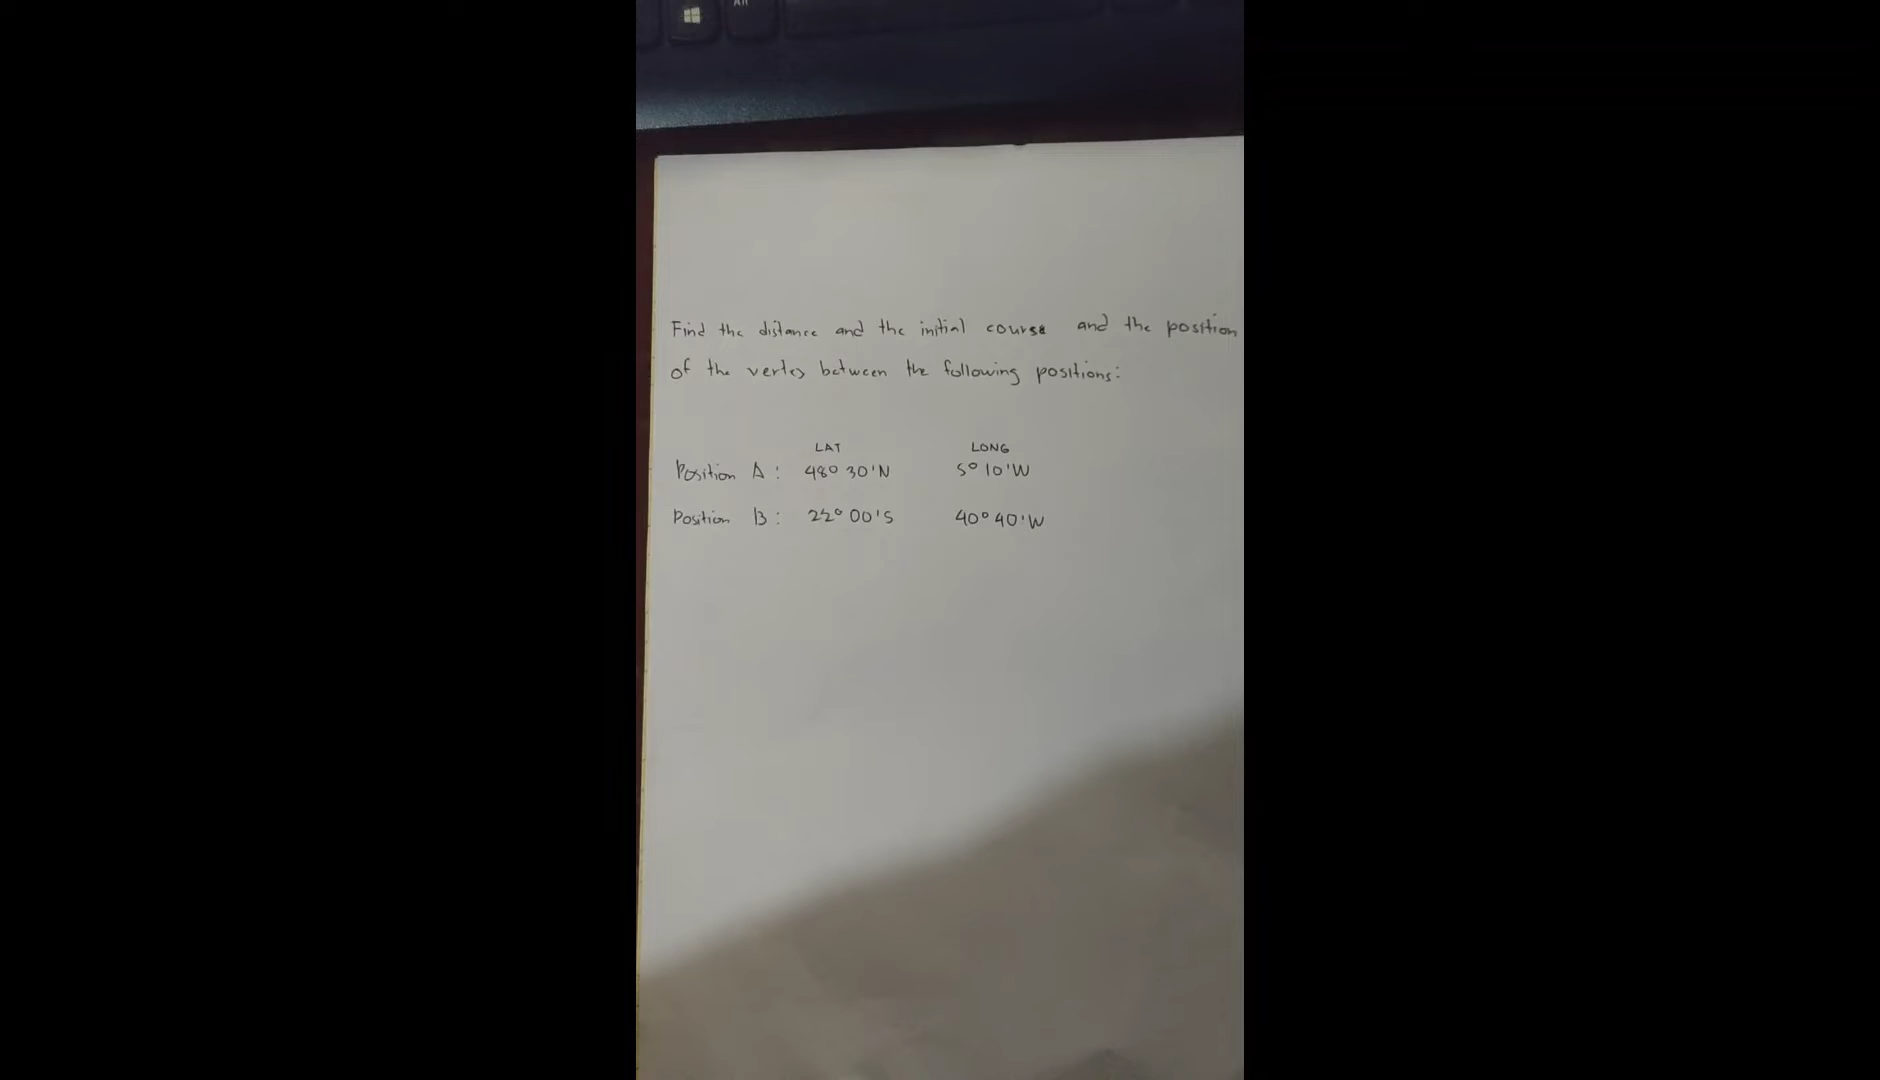 Alt
Find the distance and the initial course and the position
of the vertex between the following positions:
LAT LONG
Position A: 48° 30'N 5° 10'W
Position B: 22° 00'S 40° 40'W